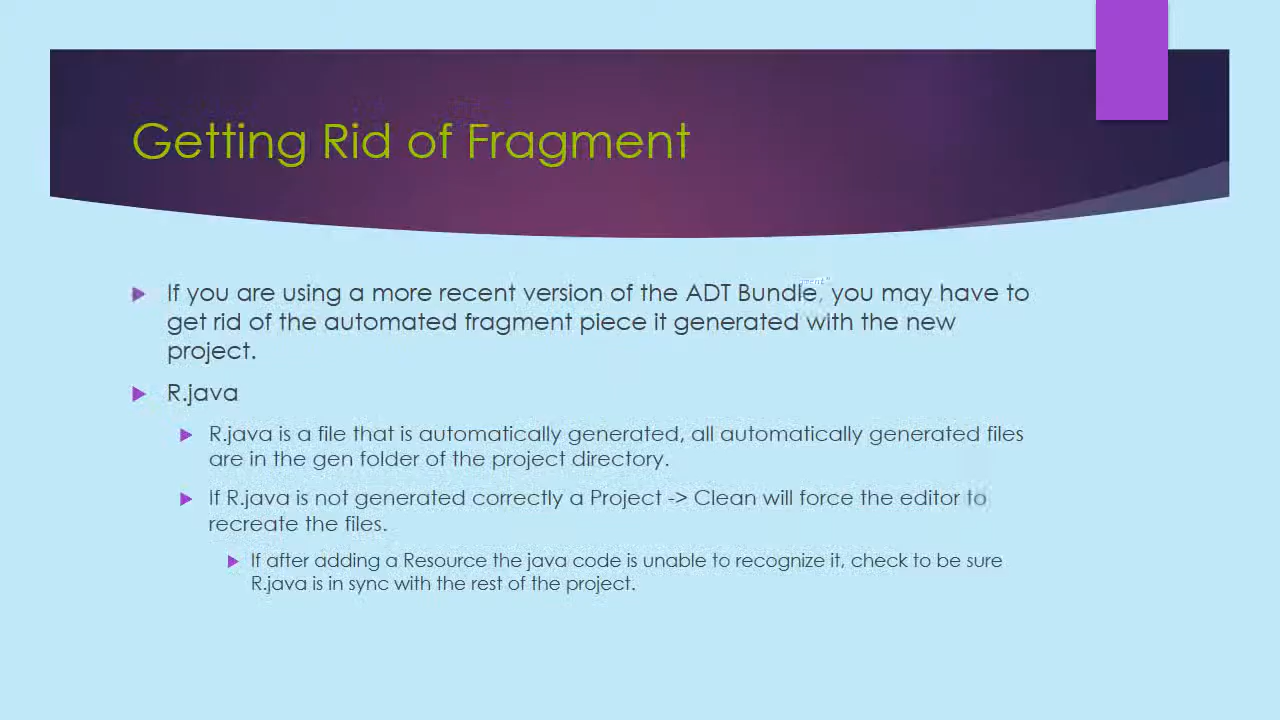 Getting Rid of Fragment
If you are using a more recent version of the ADT Bundle, you may have to
get rid of the automated fragment piece it generated with the new
project.
R.java
R.java is a file that is automatically generated, all automatically generated files
are in the gen folder of the project directory.
If R.java is not generated correctly a Project -> Clean will force the editor to
recreate the files.
If after adding a Resource the java code is unable to recognize it, check to be sure
R.java is in sync with the rest of the project.